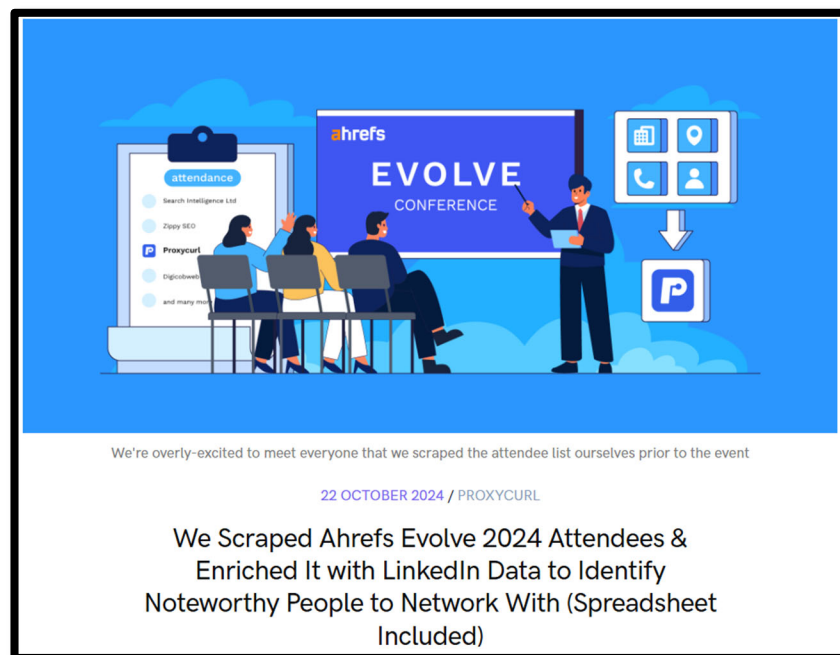 ahrefs
EVOLVE
CONFERENCE
attendance
Search Intelligence Ltd
Zippy SEO
Proxycurl
Digicobweb
and many more
We're overly-excited to meet everyone that we scraped the attendee list ourselves prior to the event
22 OCTOBER 2024 / PROXYCURL
We Scraped Ahrefs Evolve 2024 Attendees &
Enriched It with LinkedIn Data to Identify
Noteworthy People to Network With (Spreadsheet
Included)